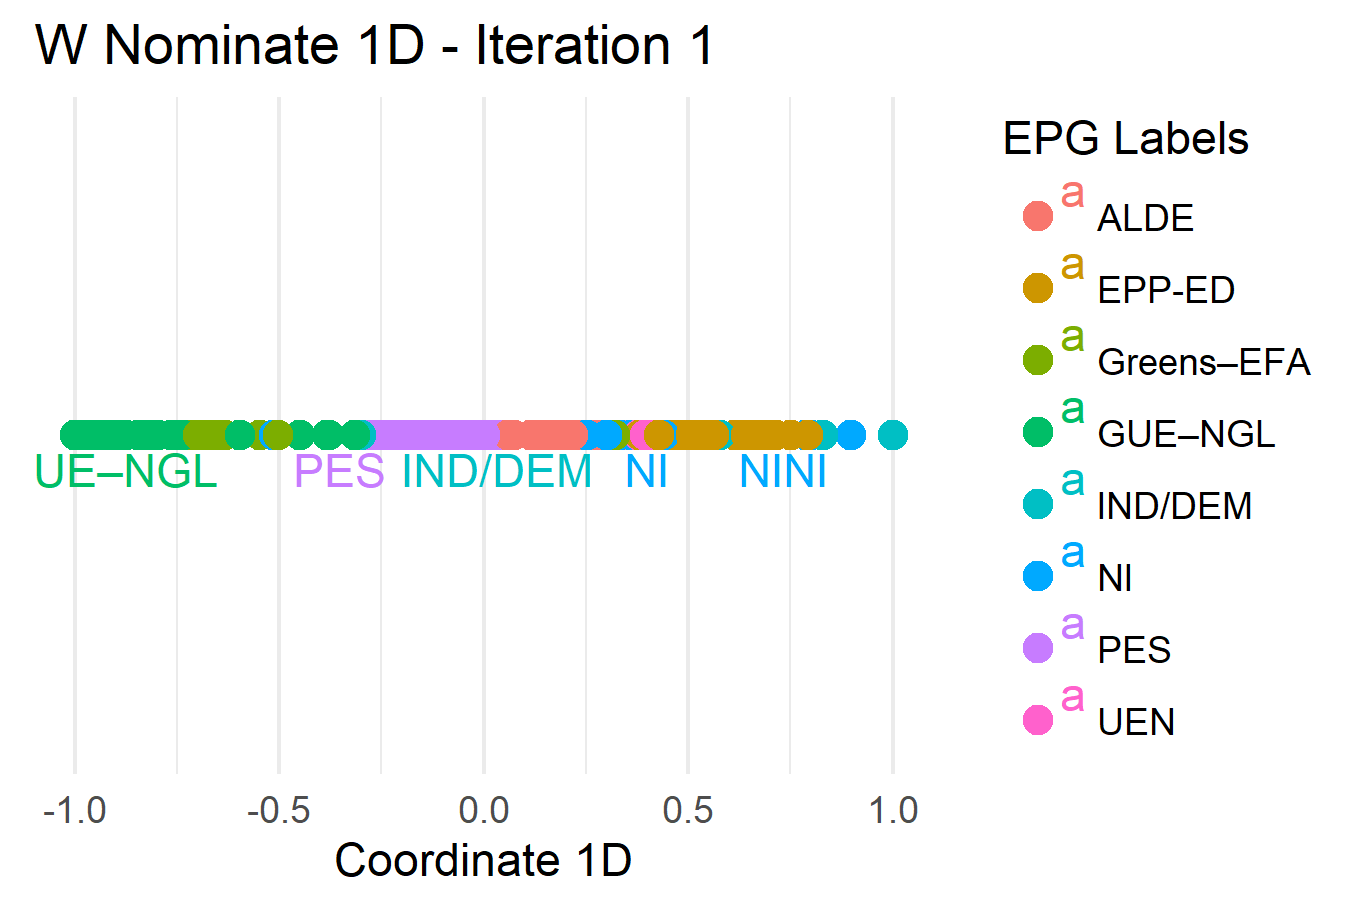 W Nominate 1D - Iteration 1
UE–NGL PES IND/DEM NI NINI
-1.0 -0.5 0.0 0.5 1.0
Coordinate 1D
EPG Labels
a ALDE
a EPP-ED
a Greens–EFA
a GUE–NGL
a IND/DEM
a NI
a PES
a UEN